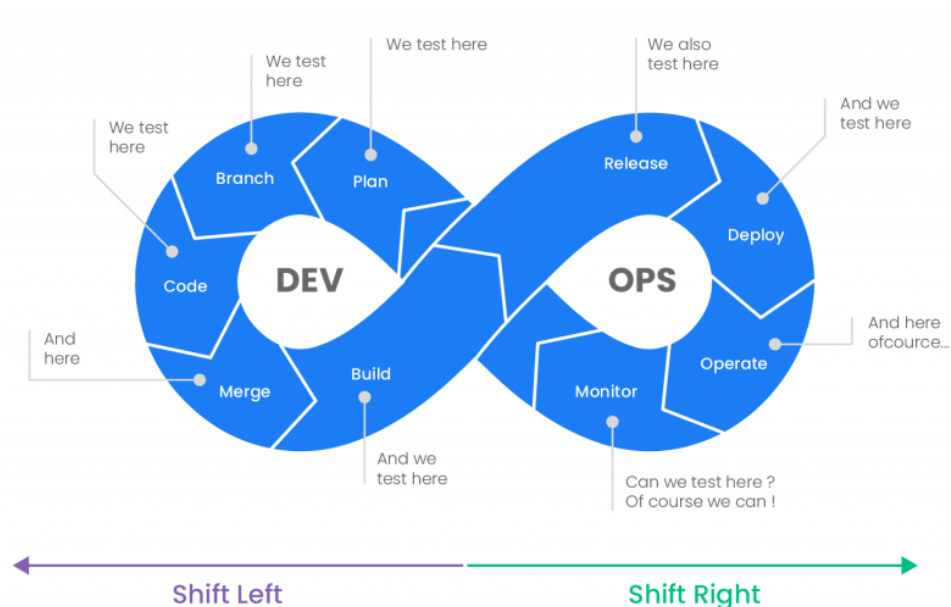 We test here
We also
test here
We test
here
And we
test here
We test
here
Branch
Plan
Release
Deploy
DEV
OPS
Code
And
here
And here
ofcource...
Merge
Build
Monitor
Operate
And we
test here
Can we test here ?
Of course we can !
Shift Left
Shift Right